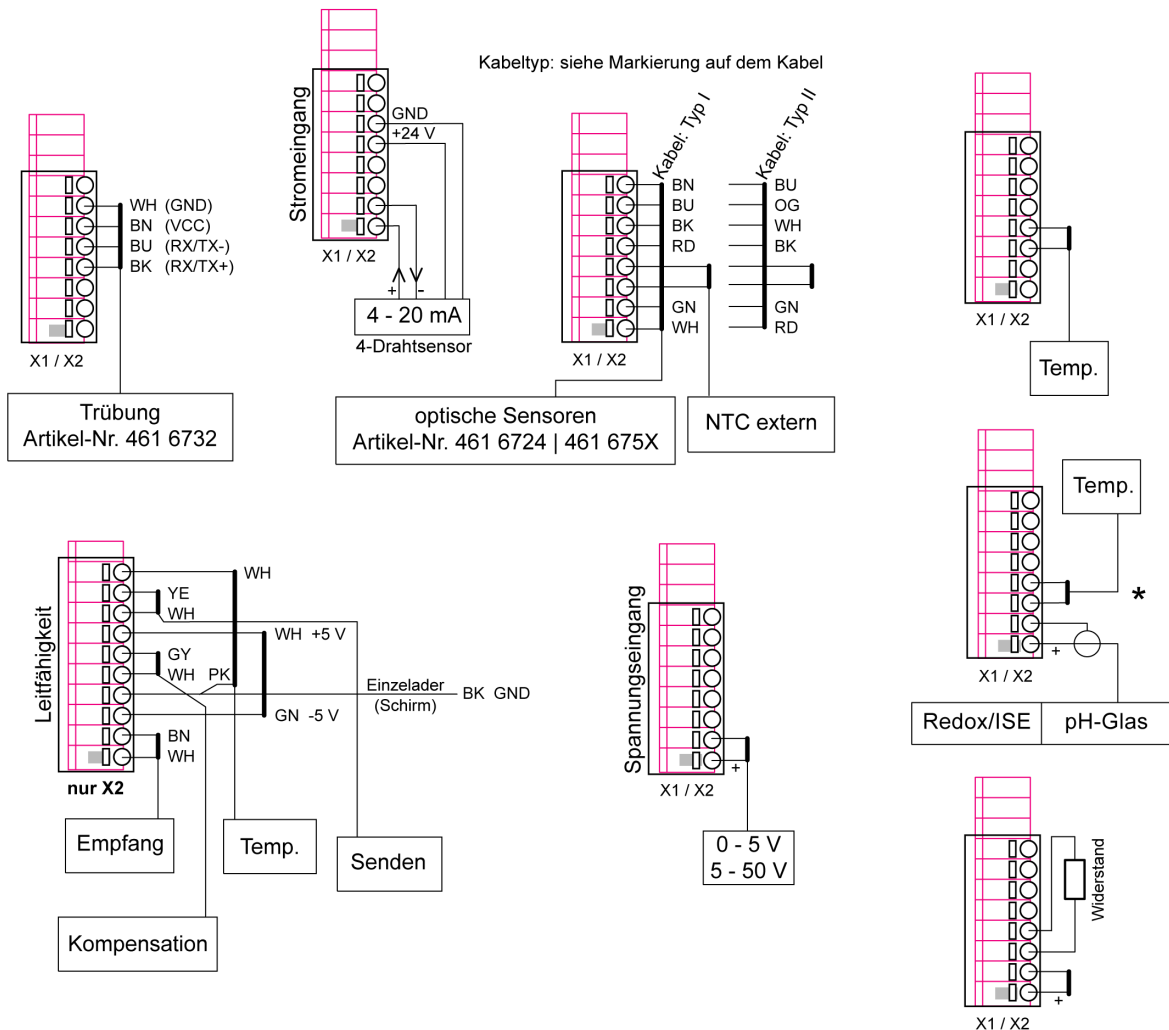 Kabeltyp: siehe Markierung auf dem Kabel
WH (GND)
BN (VCC)
BU (RX/TX-)
BK (RX/TX+)
X1 / X2
Trübung
Artikel-Nr. 461 6732
Stromeingang
GND
+24 V
X1 / X2
+ -
4 - 20 mA
4-Drahtsensor
Kabel: Typ I
BN
BU
BK
RD
GN
WH
Kabel: Typ II
BU
OG
WH
BK
GN
RD
X1 / X2
optische Sensoren
Artikel-Nr. 461 6724 | 461 675X
NTC extern
X1 / X2
Temp.
Temp.
*
+
X1 / X2
Redox/ISE
pH-Glas
Leitfähigkeit
WH
YE
WH
WH +5 V
GY
WH
PK
Einzelader
(Schirm)
BK GND
GN -5 V
BN
WH
nur X2
Empfang
Temp.
Senden
Kompensation
Spannungseingang
+
X1 / X2
0 - 5 V
5 - 50 V
Widerstand
+
X1 / X2